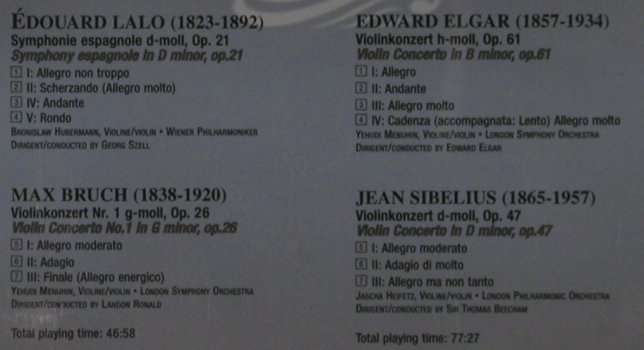 ÉDOUARD LALO (1823-1892)
Symphonie espagnole d-moll, Op. 21
Symphony espagnole in D minor, op.21
1 I: Allegro non troppo
2 II: Scherzando (Allegro molto)
3 IV: Andante
4 V: Rondo
BRONISLAW HUBERMANN, VIOLINE/VIOLIN • WIENER PHILHARMONIKER
DIRIGENT/CONDUCTED BY GEORG SZELL
MAX BRUCH (1838-1920)
Violinkonzert Nr. 1 g-moll, Op. 26
Violin Concerto No.1 in G minor, op.26
5 I: Allegro moderato
6 II: Adagio
7 III: Finale (Allegro energico)
YEHUDI MENUHIN, VIOLINE/VIOLIN • LONDON SYMPHONY ORCHESTRA
DIRIGENT/CONDUCTED BY LANDON RONALD
Total playing time: 46:58
EDWARD ELGAR (1857-1934)
Violinkonzert h-moll, Op. 61
Violin Concerto in B minor, op.61
1 I: Allegro
2 II: Andante
3 III: Allegro molto
4 IV: Cadenza (accompagnata: Lento) Allegro molto
YEHUDI MENUHIN, VIOLINE/VIOLIN • LONDON SYMPHONY ORCHESTRA
DIRIGENT/CONDUCTED BY EDWARD ELGAR
JEAN SIBELIUS (1865-1957)
Violinkonzert d-moll, Op. 47
Violin Concerto in D minor, op.47
5 I: Allegro moderato
6 II: Adagio di molto
7 III: Allegro ma non tanto
JASCHA HEIFETZ, VIOLINE/VIOLIN • LONDON PHILHARMONIC ORCHESTRA
DIRIGENT/CONDUCTED BY SIR THOMAS BEECHAM
Total playing time: 77:27